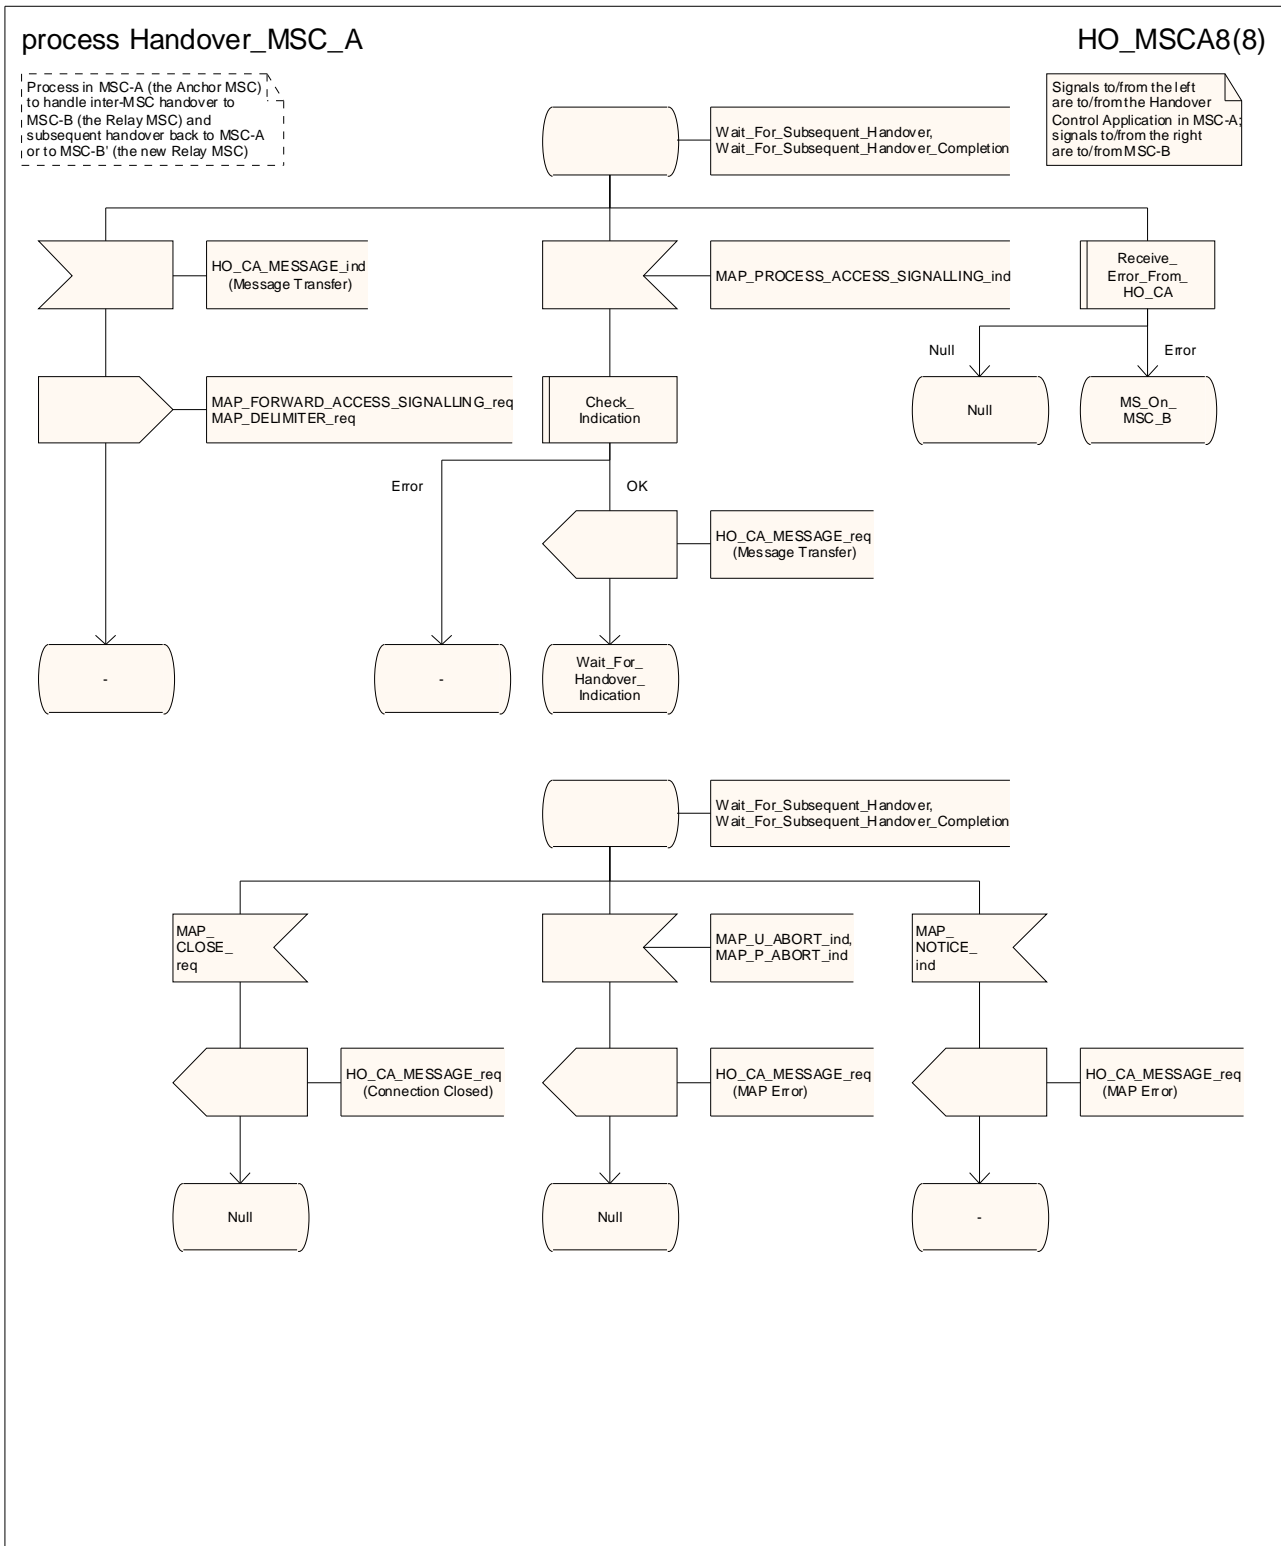 process Handover_MSC_A
HO_MSCA8(8)
Process in MSC-A (the Anchor MSC)
to handle inter-MSC handover to
MSC-B (the Relay MSC) and
subsequent handover back to MSC-A
or to MSC-B' (the new Relay MSC)
Signals to/from the left
are to/from the Handover
Control Application in MSC-A;
signals to/from the right
are to/from MSC-B
Wait_For_Subsequent_Handover,
Wait_For_Subsequent_Handover_Completion
HO_CA_MESSAGE_ind
(Message Transfer)
MAP_PROCESS_ACCESS_SIGNALLING_ind
Receive_
Error_From_
HO_CA
Null
Error
MAP_FORWARD_ACCESS_SIGNALLING_req
MAP_DELIMITER_req
Check_
Indication
Null
MS_On_
MSC_B
Error
OK
HO_CA_MESSAGE_req
(Message Transfer)
-
-
Wait_For_
Handover_
Indication
Wait_For_Subsequent_Handover,
Wait_For_Subsequent_Handover_Completion
MAP_
CLOSE_
req
MAP_U_ABORT_ind,
MAP_P_ABORT_ind
MAP_
NOTICE_
ind
HO_CA_MESSAGE_req
(Connection Closed)
HO_CA_MESSAGE_req
(MAP Error)
HO_CA_MESSAGE_req
(MAP Error)
Null
Null
-